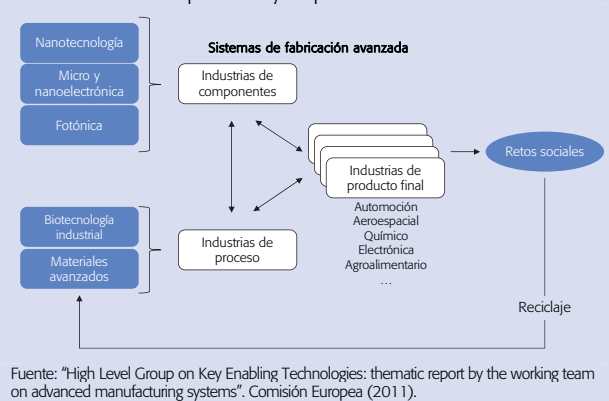 Nanotecnología
Micro y
nanoelectrónica
Fotónica
Sistemas de fabricación avanzada
Industrias de
componentes
Industrias de
producto final
Automoción
Aeroespacial
Químico
Electrónica
Agroalimentario
...
Retos sociales
Biotecnología
industrial
Materiales
avanzados
Industrias de
proceso
Reciclaje
Fuente: “High Level Group on Key Enabling Technologies: thematic report by the working team
on advanced manufacturing systems”. Comisión Europea (2011).